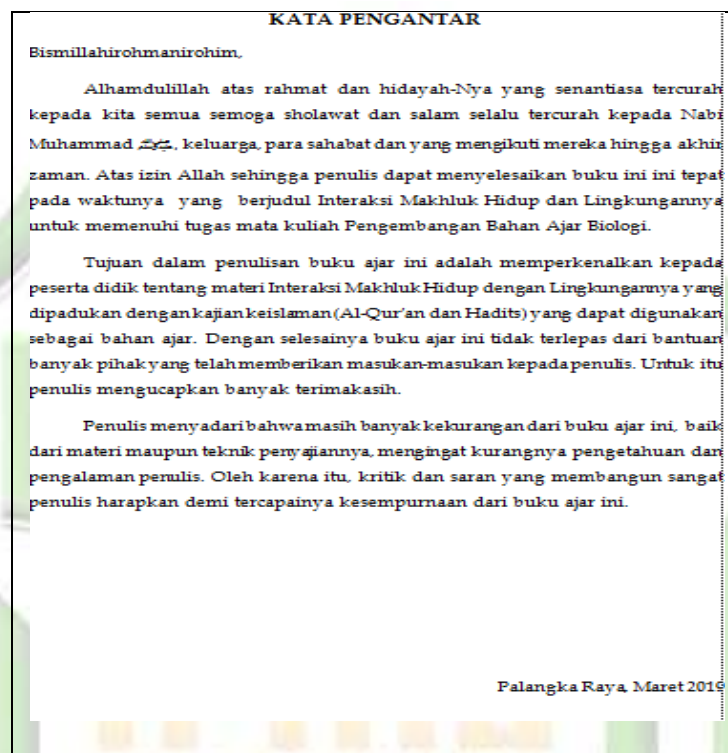 KATA PENGANTAR
Bismillahirohmanirohim,
Alhamdulillah atas rahmat dan hidayah-Nya yang senantiasa tercurah
kepada kita semua semoga sholawat dan salam selalu tercurah kepada Nabi
Muhammad ﷺ, keluarga, para sahabat dan yang mengikuti mereka hingga akhir
zaman. Atas izin Allah sehingga penulis dapat menyelesaikan buku ini ini tepat
pada waktunya yang berjudul Interaksi Makhluk Hidup dan Lingkungannya
untuk memenuhi tugas mata kuliah Pengembangan Bahan Ajar Biologi.
Tujuan dalam penulisan buku ajar ini adalah memperkenalkan kepada
peserta didik tentang materi Interaksi Makhluk Hidup dengan Lingkungannya yang
dipadukan dengan kajian keislaman (Al-Qur'an dan Hadits) yang dapat digunakan
sebagai bahan ajar. Dengan selesainya buku ajar ini tidak terlepas dari bantuan
banyak pihak yang telah memberikan masukan-masukan kepada penulis. Untuk itu
penulis mengucapkan banyak terimakasih.
Penulis menyadari bahwa masih banyak kekurangan dari buku ajar ini, baik
dari materi maupun teknik penyajiannya, mengingat kurangnya pengetahuan dan
pengalaman penulis. Oleh karena itu, kritik dan saran yang membangun sangat
penulis harapkan demi tercapainya kesempurnaan dari buku ajar ini.
Palangka Raya, Maret 2019